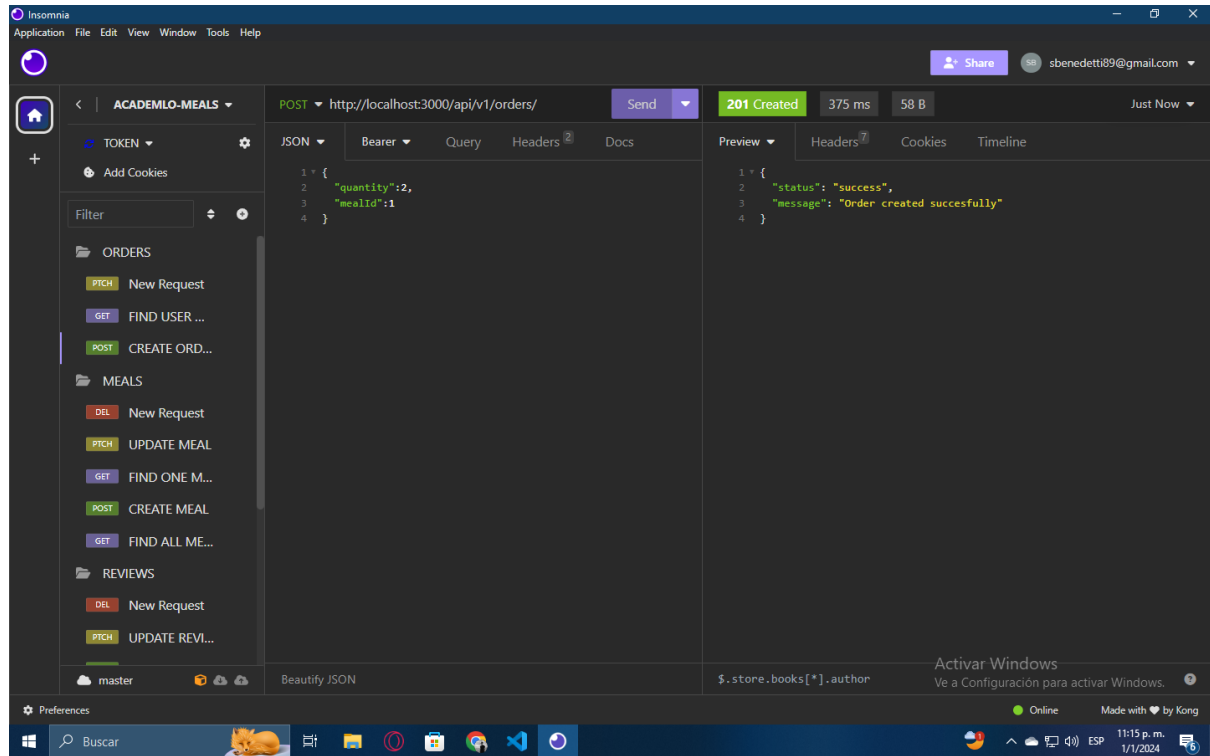 Insomnia
Application File Edit View Window Tools Help
Share
SB
sbenedetti89@gmail.com
ACADEMLO-MEALS
POST http://localhost:3000/api/v1/orders/
Send
201 Created 375 ms 58 B
Just Now
TOKEN
Add Cookies
JSON Bearer Query Headers 2 Docs
Preview Headers 7 Cookies Timeline
1 {
2 "quantity":2,
3 "mealId":1
4 }
1 {
2 "status": "success",
3 "message": "Order created succesfully"
4 }
Filter
ORDERS
PTCH New Request
GET FIND USER ...
POST CREATE ORD...
MEALS
DEL New Request
PTCH UPDATE MEAL
GET FIND ONE M...
POST CREATE MEAL
GET FIND ALL ME...
REVIEWS
DEL New Request
PTCH UPDATE REVI...
master
Beautify JSON
$.store.books[*].author
Activar Windows
Ve a Configuración para activar Windows.
Preferences
Online
Made with ♥ by Kong
Buscar
ESP
11:15 p. m.
1/1/2024
6